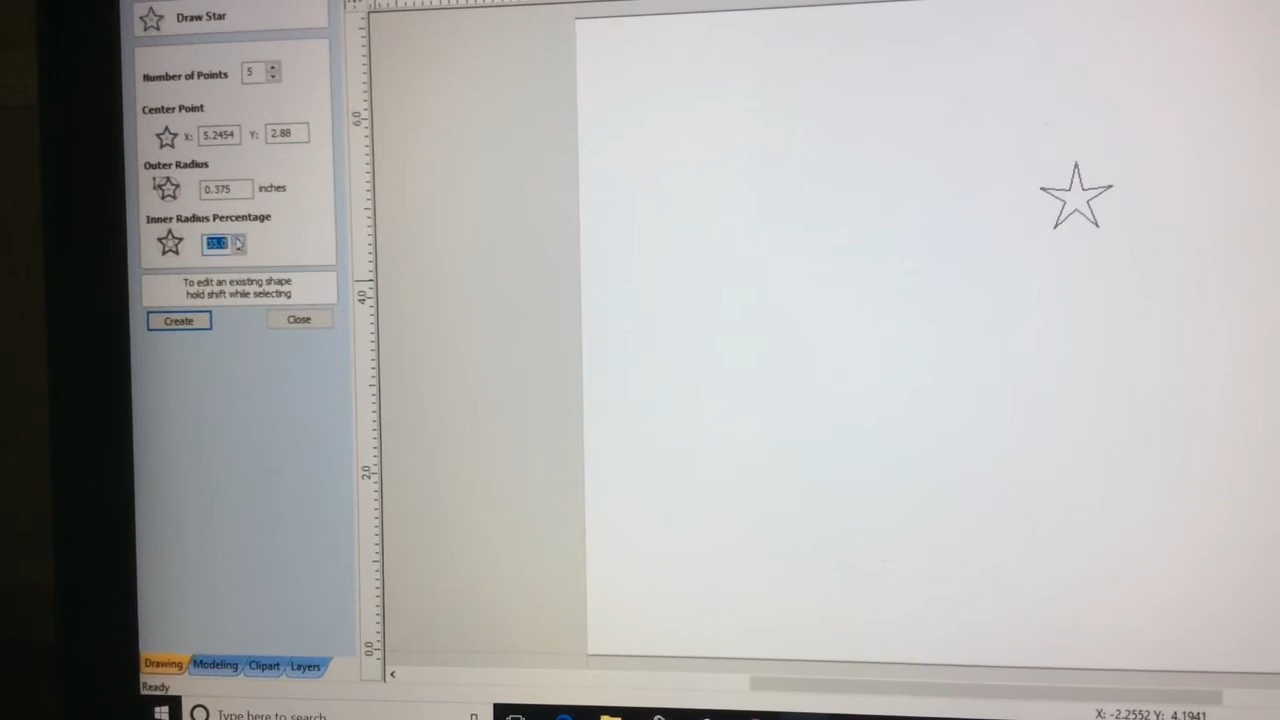 Draw Star
Number of Points 5
Center Point
X: 5.2454 Y: 2.88
Outer Radius
0.375 inches
Inner Radius Percentage
35.0
To edit an existing shape
hold shift while selecting
Create Close
6.0
4.0
2.0
0.0
Drawing Modeling Clipart Layers
Ready
X: -2.2552 Y: 4.1941
Type here to search